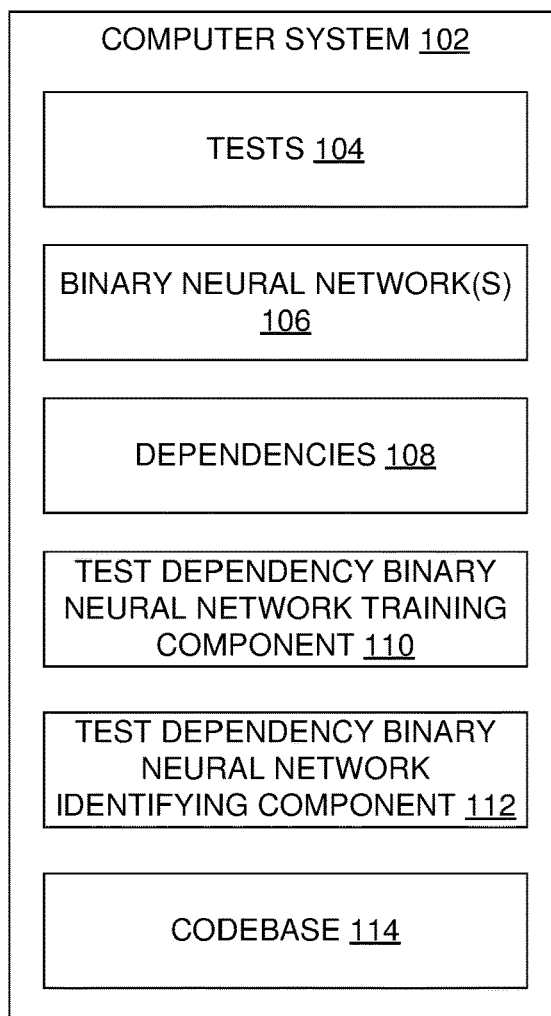 COMPUTER SYSTEM 102
TESTS 104
BINARY NEURAL NETWORK(S)
106
DEPENDENCIES 108
TEST DEPENDENCY BINARY
NEURAL NETWORK TRAINING
COMPONENT 110
TEST DEPENDENCY BINARY
NEURAL NETWORK
IDENTIFYING COMPONENT 112
CODEBASE 114